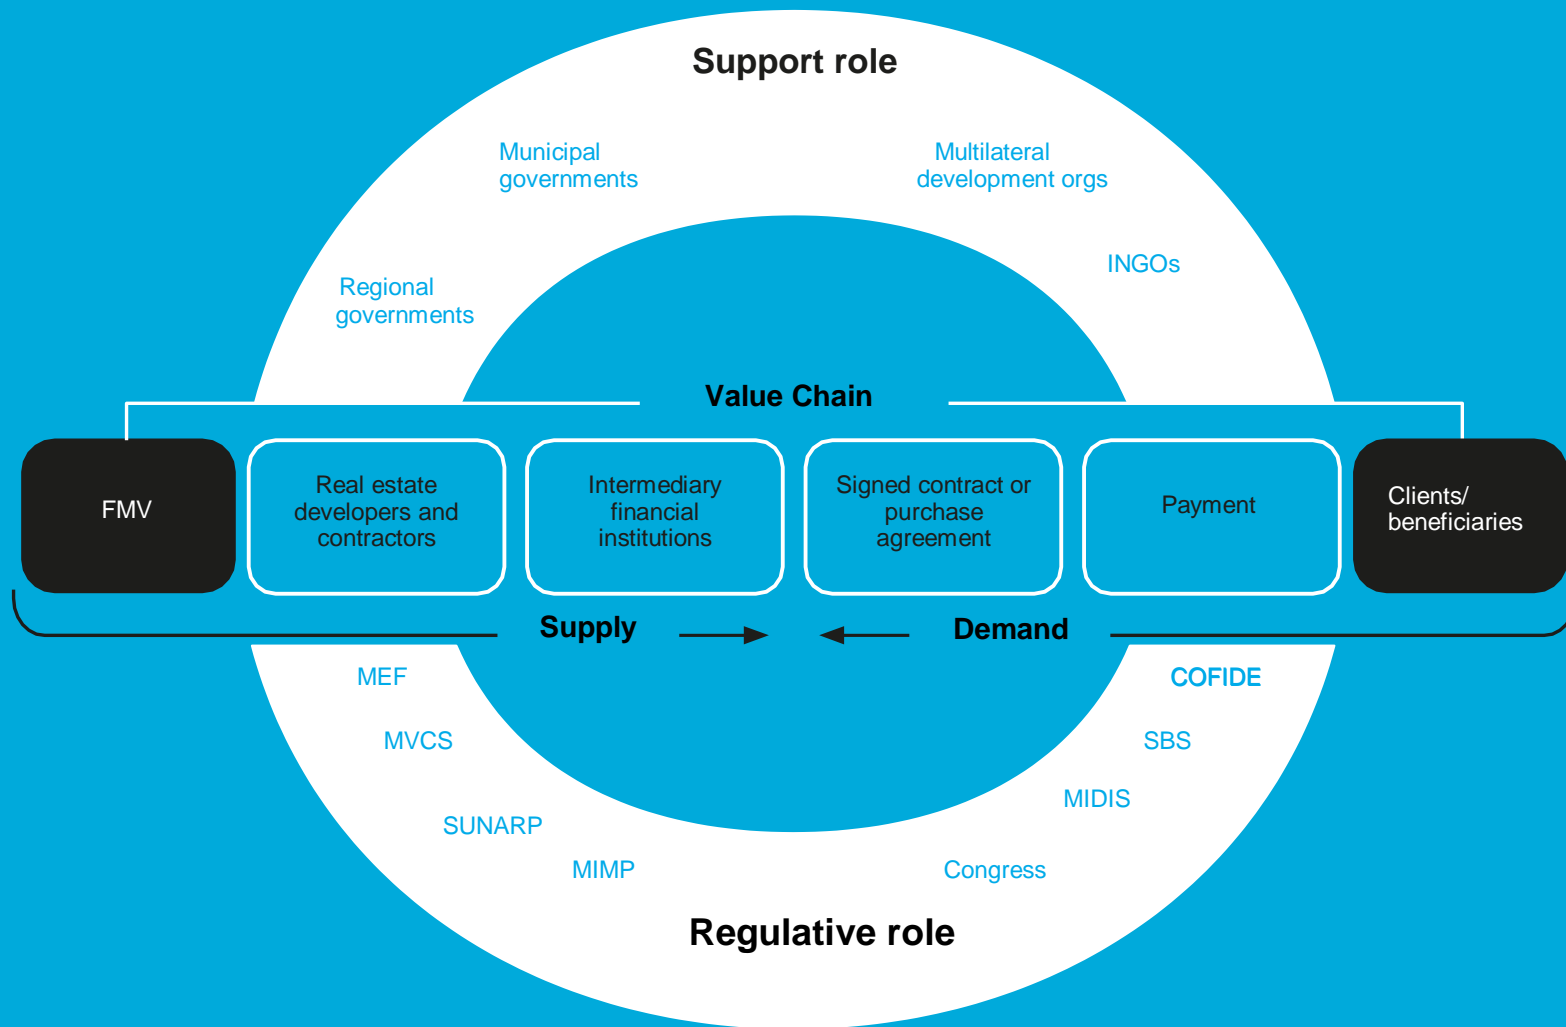 Support role
Municipal
governments
Multilateral
development orgs
INGOs
Regional
governments
Value Chain
FMV
Real estate
developers and
contractors
Intermediary
financial
institutions
Signed contract or
purchase
agreement
Payment
Clients/
beneficiaries
Supply
Demand
MEF
COFIDE
MVCS
SBS
MIDIS
SUNARP
MIMP
Congress
Regulative role